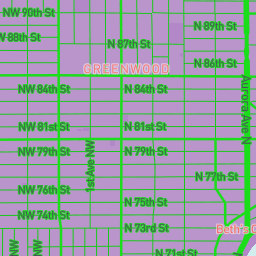 NW 90th St
N 89th St
W 88th St
N 87th St
N 86th St
GREENWOOD
NW 84th St
N 84th St
Aurora Ave N
NW 81st St
N 81st St
1st Ave NW
NW 79th St
N 79th St
N 77th St
NW 76th St
N 75th St
NW 74th St
N 73rd St
Beth's C
NW
NW
N 71st St